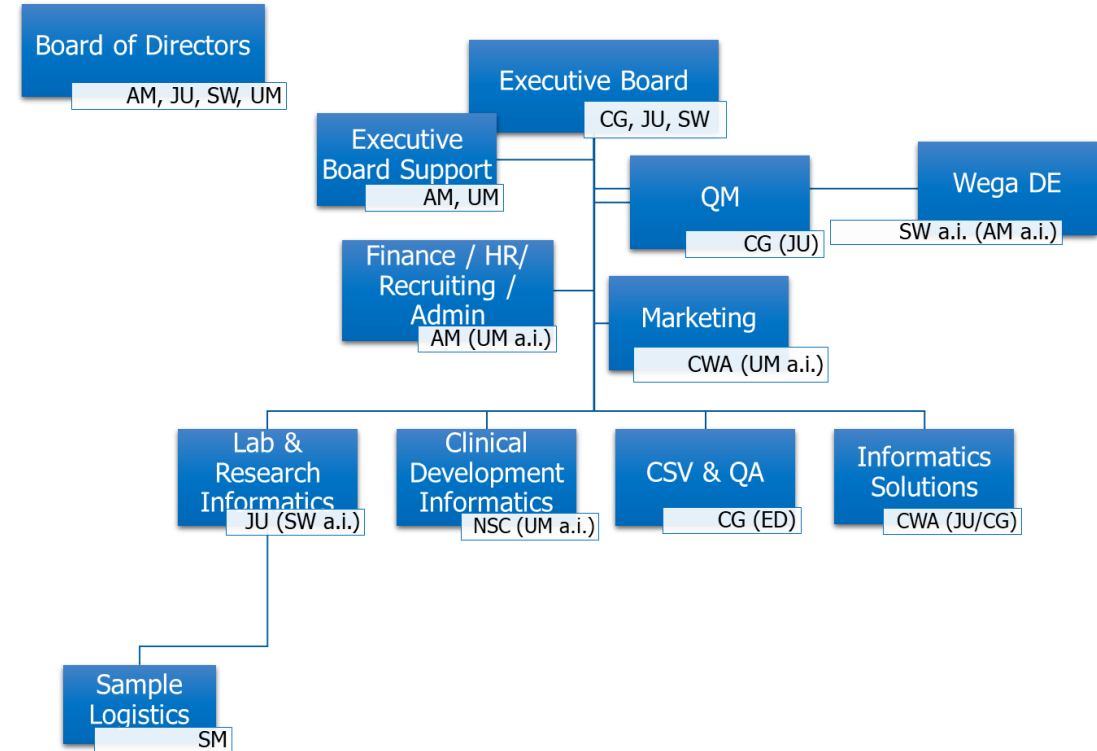 Board of Directors
AM, JU, SW, UM
Executive Board
CG, JU, SW
Executive
Board Support
AM, UM
QM
CG (JU)
Wega DE
SW a.i. (AM a.i.)
Finance / HR/
Recruiting /
Admin
AM (UM a.i.)
Marketing
CWA (UM a.i.)
Lab &
Research
Informatics
JU (SW a.i.)
Clinical
Development
Informatics
NSC (UM a.i.)
CSV & QA
CG (ED)
Informatics
Solutions
CWA (JU/CG)
Sample
Logistics
SM